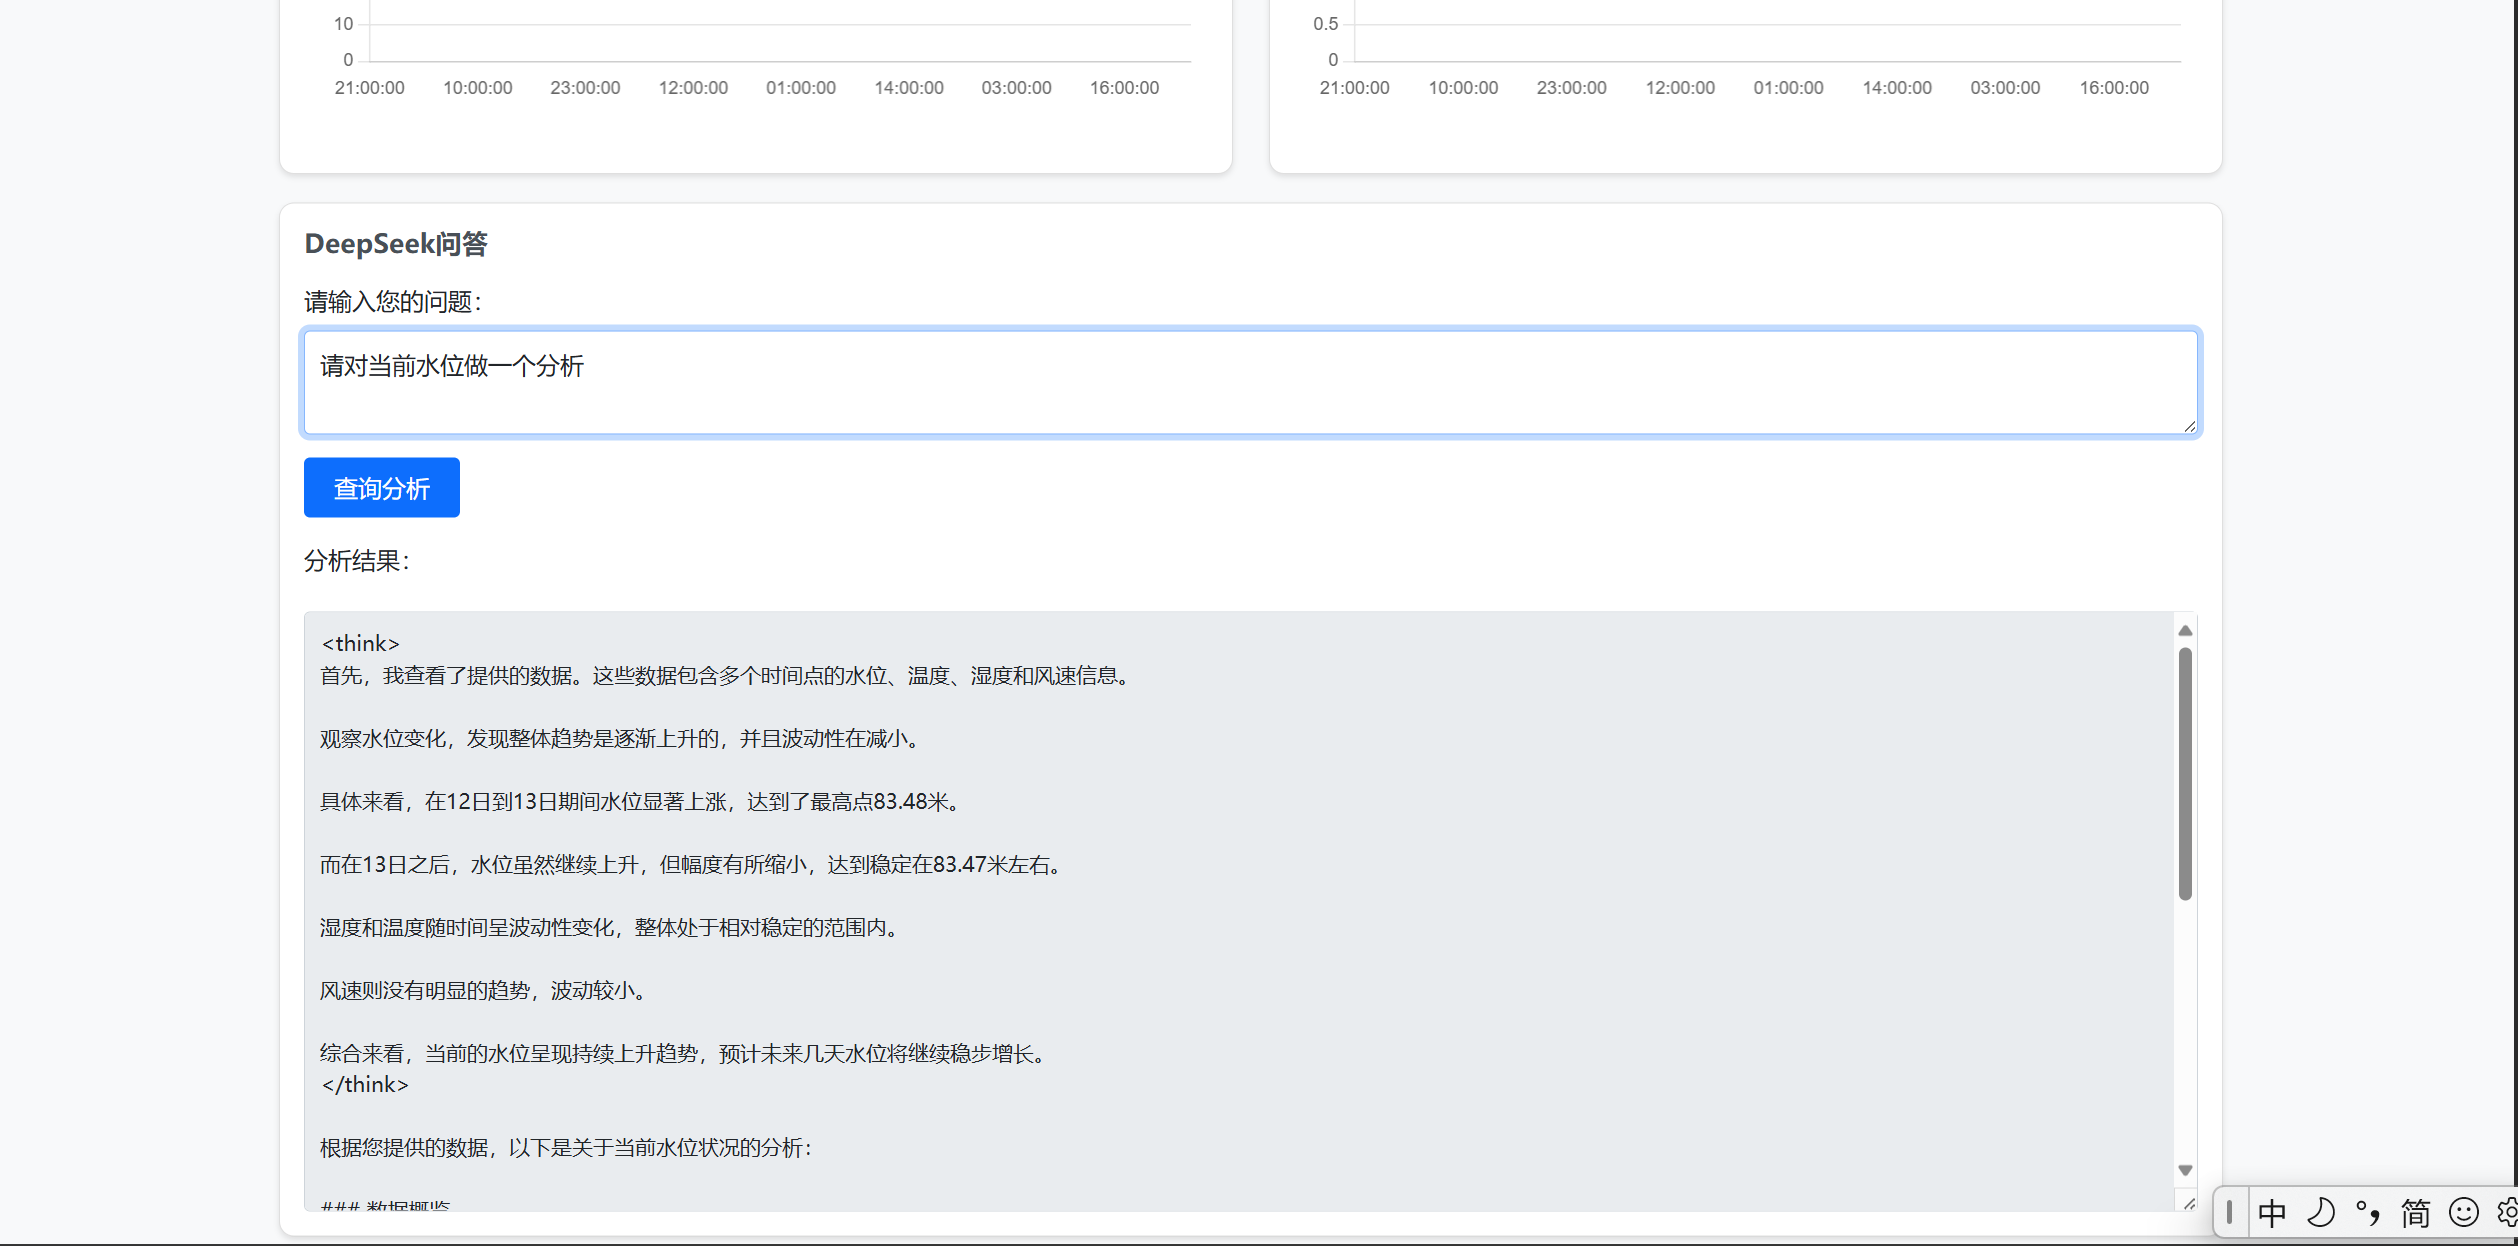 10
0
21:00:00 10:00:00 23:00:00 12:00:00 01:00:00 14:00:00 03:00:00 16:00:00
0.5
0
21:00:00 10:00:00 23:00:00 12:00:00 01:00:00 14:00:00 03:00:00 16:00:00
DeepSeek问答
请输入您的问题：
请对当前水位做一个分析
查询分析
分析结果：
<think>
首先，我查看了提供的数据。这些数据包含多个时间点的水位、温度、湿度和风速信息。
观察水位变化，发现整体趋势是逐渐上升的，并且波动性在减小。
具体来看，在12日到13日期间水位显著上涨，达到了最高点83.48米。
而在13日之后，水位虽然继续上升，但幅度有所缩小，达到稳定在83.47米左右。
湿度和温度随时间呈波动性变化，整体处于相对稳定的范围内。
风速则没有明显的趋势，波动较小。
综合来看，当前的水位呈现持续上升趋势，预计未来几天水位将继续稳步增长。
</think>
根据您提供的数据，以下是关于当前水位状况的分析：
### 数据概览
中 °, 简